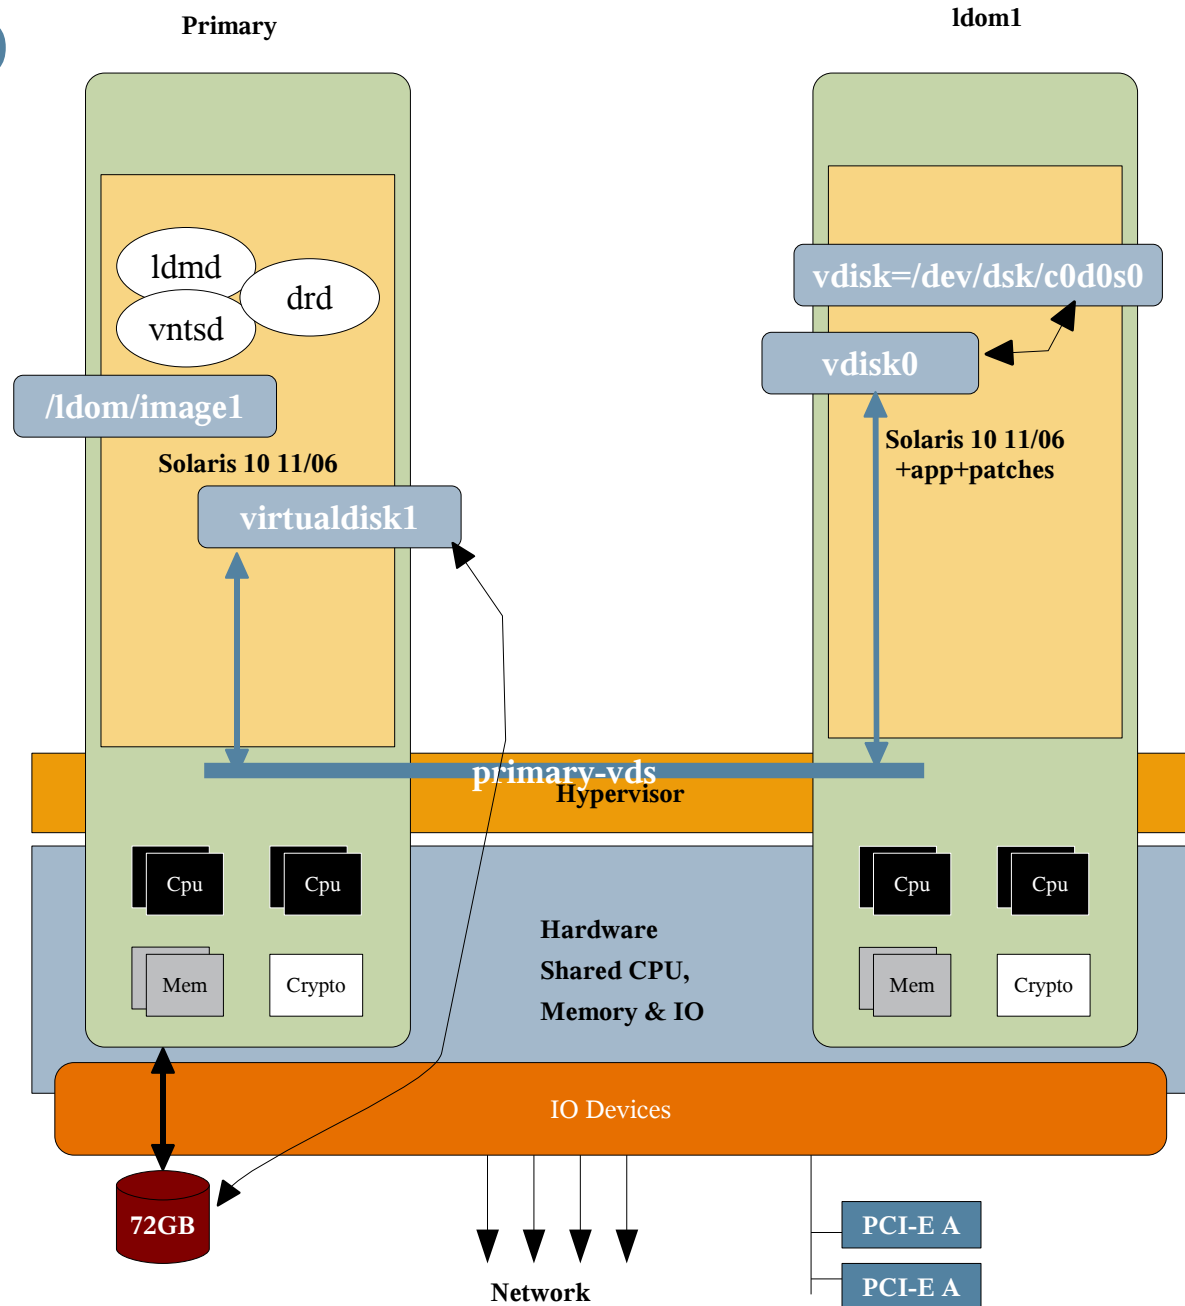 Primary
ldom1
ldmd
drd
vntsd
/ldom/image1
Solaris 10 11/06
virtualdisk1
vdisk=/dev/dsk/c0d0s0
vdisk0
Solaris 10 11/06
+app+patches
primary-vds
Hypervisor
Cpu
Cpu
Cpu
Cpu
Hardware
Shared CPU,
Memory & IO
Mem
Crypto
Mem
Crypto
IO Devices
72GB
Network
PCI-E A
PCI-E A